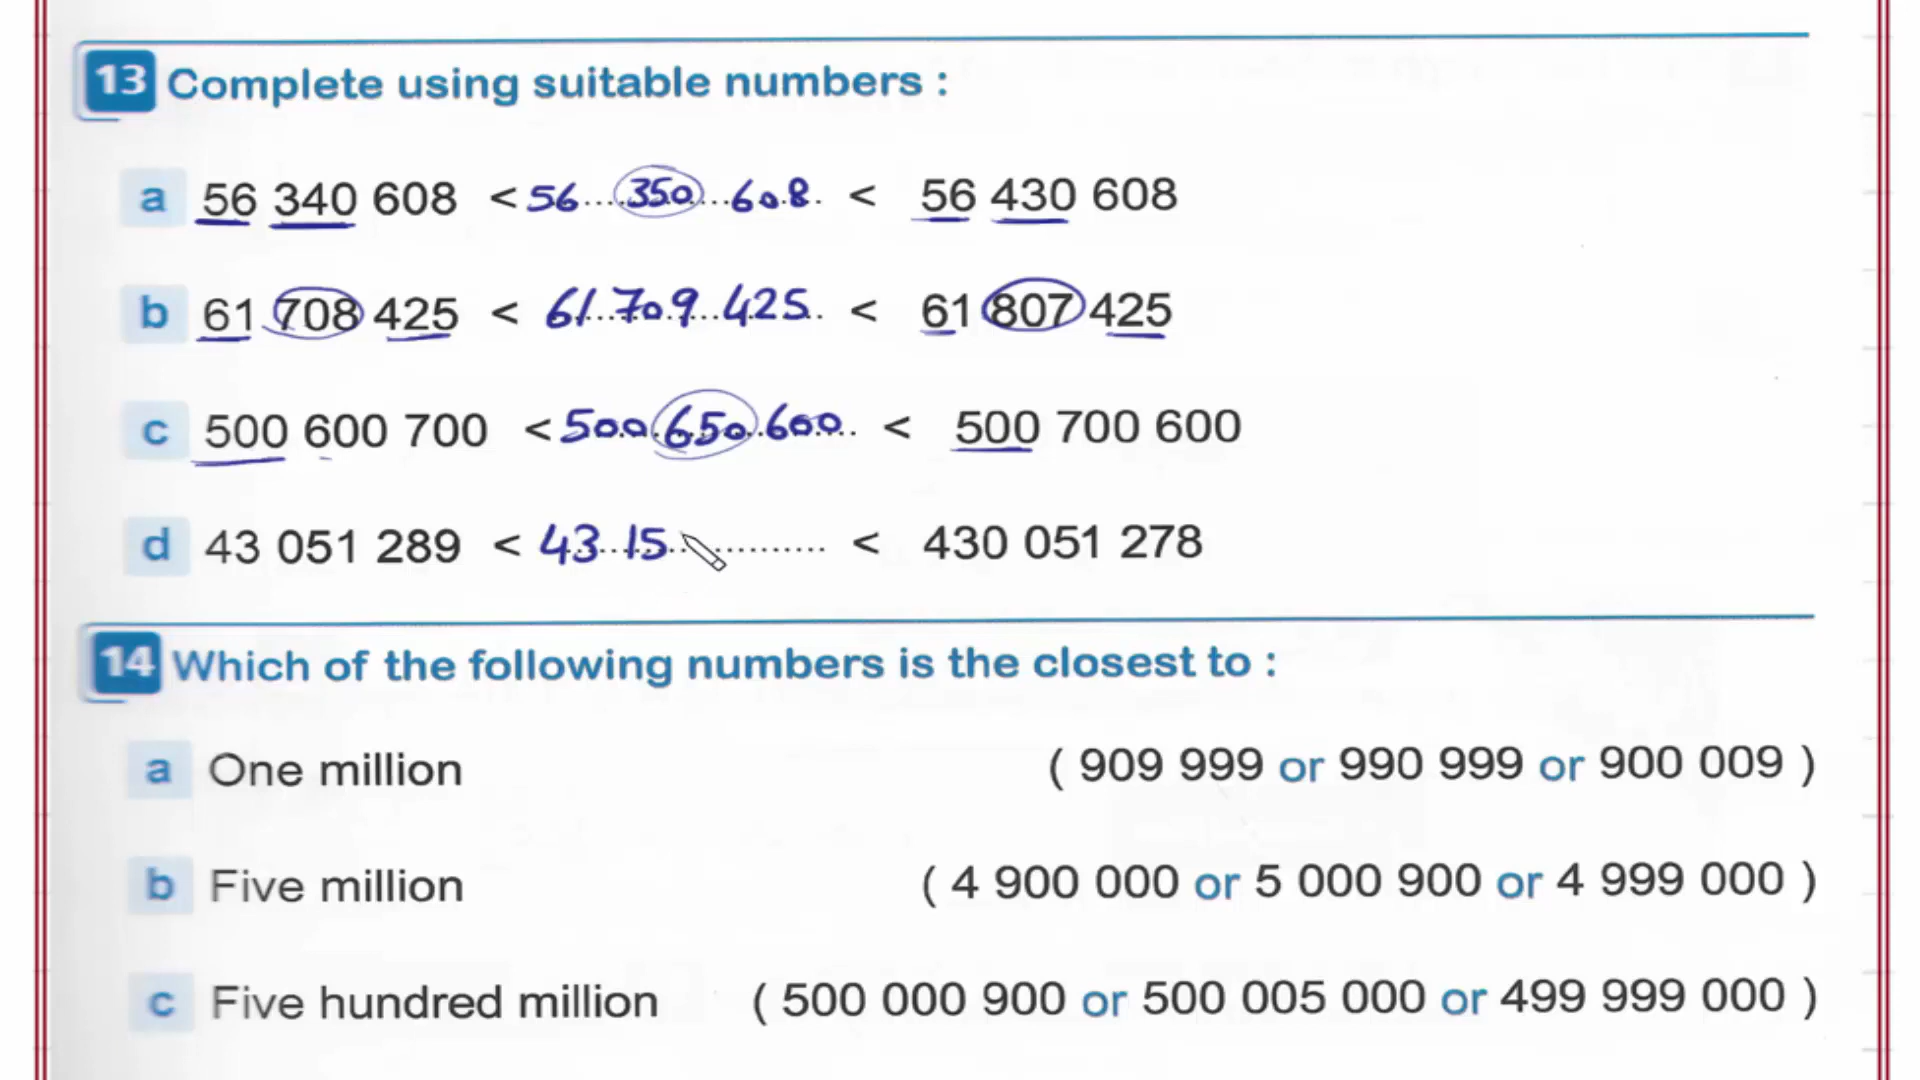 13 Complete using suitable numbers :
a 56 340 608 < 56 350 608 < 56 430 608
b 61 708 425 < 61 709 425 < 61 807 425
c 500 600 700 < 500 650 600 < 500 700 600
d 43 051 289 < 43 15 < 430 051 278
14 Which of the following numbers is the closest to :
a One million ( 909 999 or 990 999 or 900 009 )
b Five million ( 4 900 000 or 5 000 900 or 4 999 000 )
c Five hundred million ( 500 000 900 or 500 005 000 or 499 999 000 )